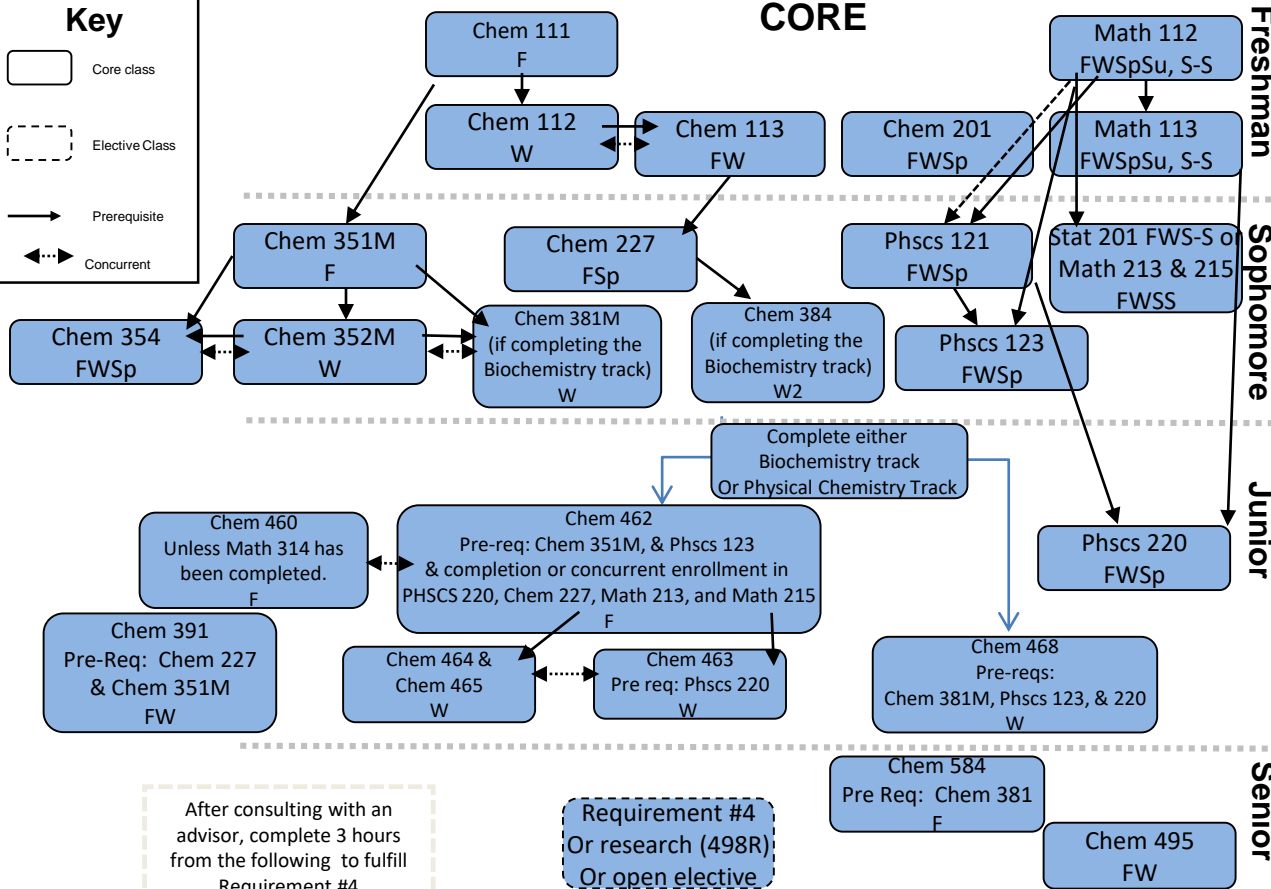 Key
Core class
Elective Class
Prerequisite
Concurrent
CORE
Freshman
Chem 111
F
Math 112
FWSpSu, S-S
Chem 112
W
Chem 113
FW
Chem 201
FWSp
Math 113
FWSpSu, S-S
Sophomore
Chem 351M
F
Chem 227
FSp
Phscs 121
FWSp
Stat 201 FWS-S or
Math 213 & 215
FWSS
Chem 354
FWSp
Chem 352M
W
Chem 381M
(if completing the
Biochemistry track)
W
Chem 384
(if completing the
Biochemistry track)
W2
Phscs 123
FWSp
Junior
Complete either
Biochemistry track
Or Physical Chemistry Track
Chem 460
Unless Math 314 has
been completed.
F
Chem 462
Pre-req: Chem 351M, & Phscs 123
& completion or concurrent enrollment in
PHSCS 220, Chem 227, Math 213, and Math 215
F
Phscs 220
FWSp
Chem 391
Pre-Req: Chem 227
& Chem 351M
FW
Chem 464 &
Chem 465
W
Chem 463
Pre req: Phscs 220
W
Chem 468
Pre-reqs:
Chem 381M, Phscs 123, & 220
W
Senior
Chem 584
Pre Req: Chem 381
F
Chem 495
FW
After consulting with an
advisor, complete 3 hours
from the following to fulfill
Requirement #4
Requirement #4
Or research (498R)
Or open elective